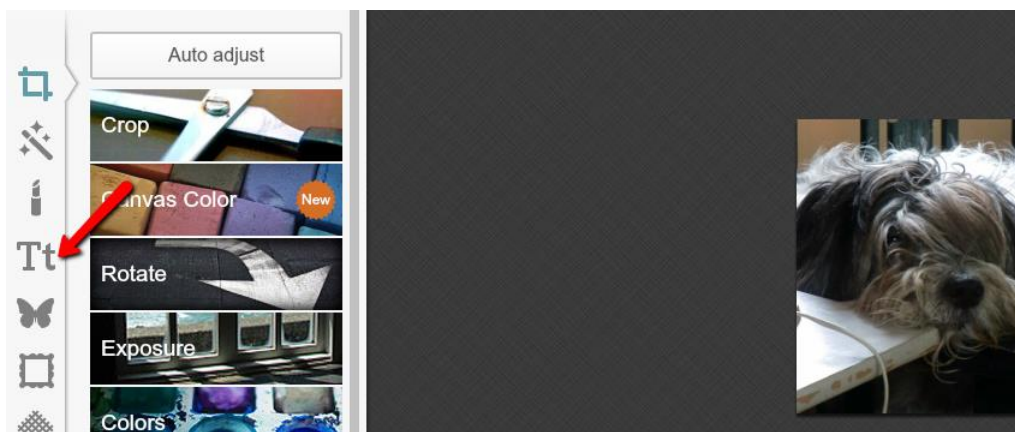 Auto adjust
Crop
Canvas Color
New
Tt
Rotate
Exposure
Colors